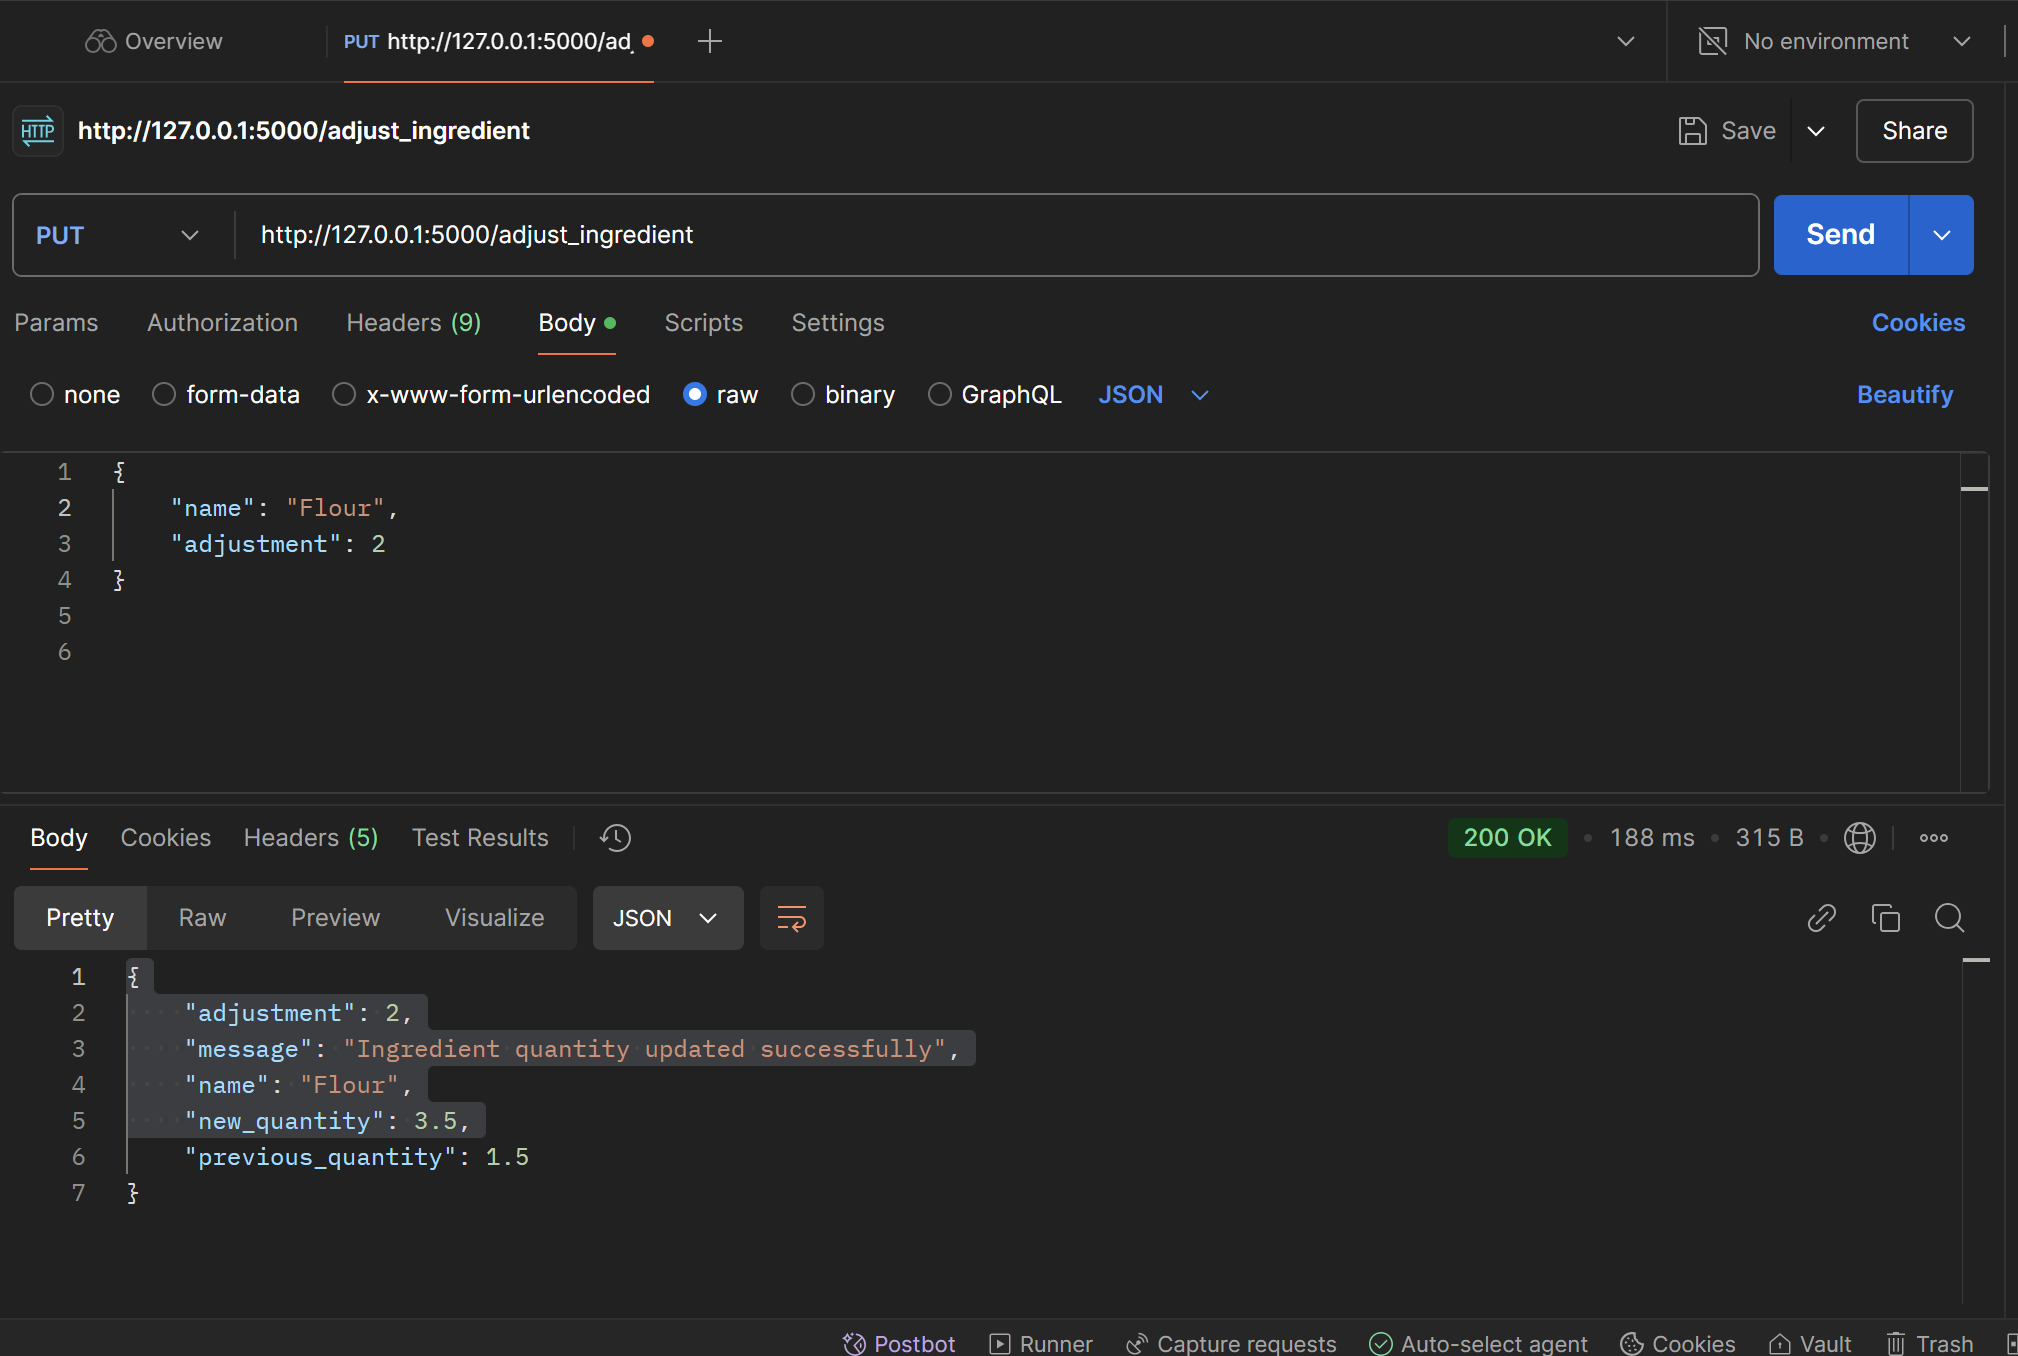 Overview
PUT http://127.0.0.1:5000/ad
No environment
HTTP
http://127.0.0.1:5000/adjust_ingredient
Save
Share
PUT
http://127.0.0.1:5000/adjust_ingredient
Send
Params
Authorization
Headers (9)
Body
Scripts
Settings
Cookies
none
form-data
x-www-form-urlencoded
raw
binary
GraphQL
JSON
Beautify
1 {
2 "name": "Flour",
3 "adjustment": 2
4 }
5
6
Body
Cookies
Headers (5)
Test Results
200 OK
188 ms
315 B
Pretty
Raw
Preview
Visualize
JSON
1 {
2 "adjustment": 2,
3 "message": "Ingredient quantity updated successfully",
4 "name": "Flour",
5 "new_quantity": 3.5,
6 "previous_quantity": 1.5
7 }
Postbot
Runner
Capture requests
Auto-select agent
Cookies
Vault
Trash